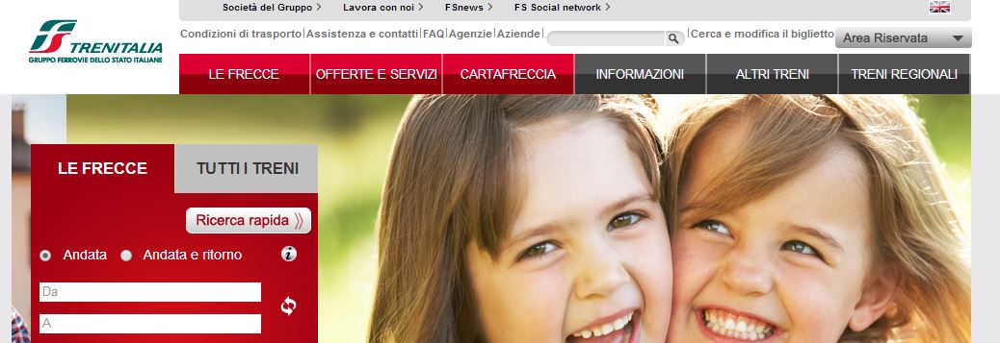 Società del Gruppo Lavora con noi FSnews FS Social network
FS TRENITALIA
GRUPPO FERROVIE DELLO STATO ITALIANE
Condizioni di trasporto | Assistenza e contatti | FAQ | Agenzie | Aziende | | Cerca e modifica il biglietto Area Riservata
LE FRECCE OFFERTE E SERVIZI CARTAFRECCIA INFORMAZIONI ALTRI TRENI TRENI REGIONALI
LE FRECCE TUTTI I TRENI
Ricerca rapida
Andata Andata e ritorno i
Da
A